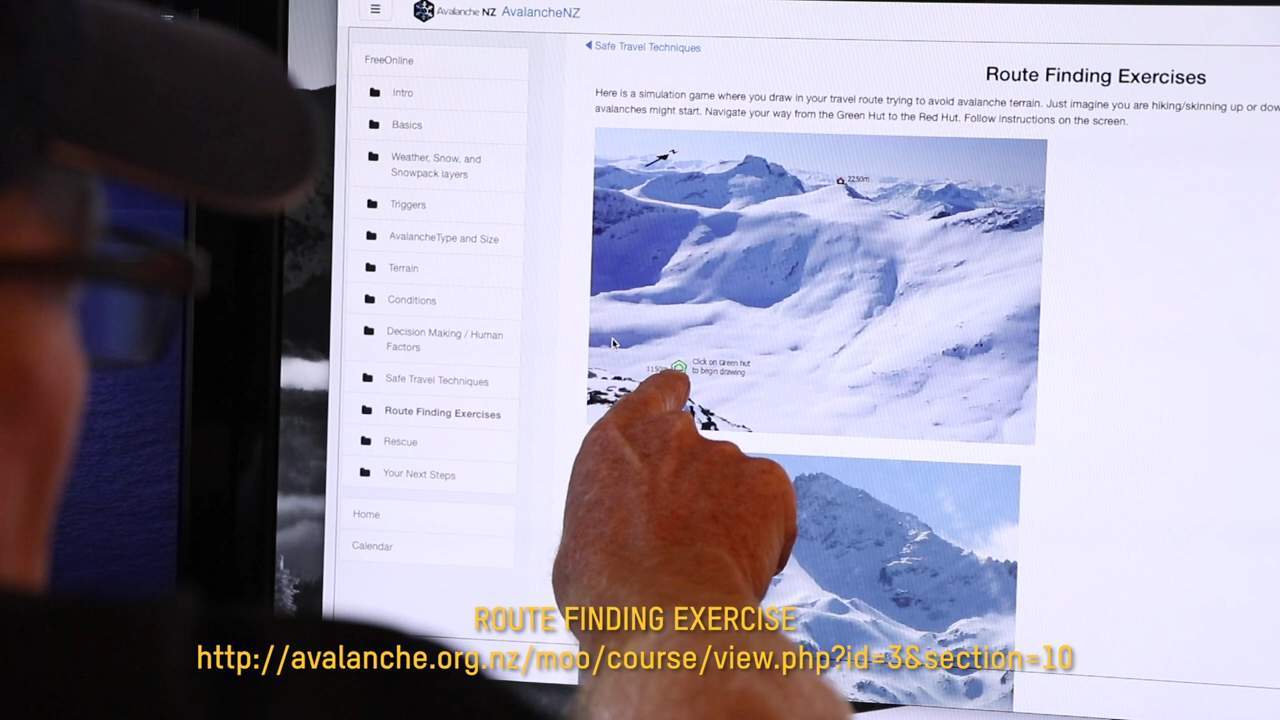 Avalanche NZ AvalancheNZ
Safe Travel Techniques
Route Finding Exercises
Here is a simulation game where you draw in your travel route trying to avoid avalanche terrain. Just imagine you are hiking/skinning up or dow
avalanches might start. Navigate your way from the Green Hut to the Red Hut. Follow instructions on the screen.
FreeOnline
Intro
Basics
Weather, Snow, and
Snowpack layers
Triggers
AvalancheType and Size
Terrain
Conditions
Decision Making / Human
Factors
Safe Travel Techniques
Route Finding Exercises
Rescue
Your Next Steps
Home
Calendar
2250m
Click on Green hut
to begin drawing
ROUTE FINDING EXERCISE
http://avalanche.org.nz/moo/course/view.php?id=3&section=10